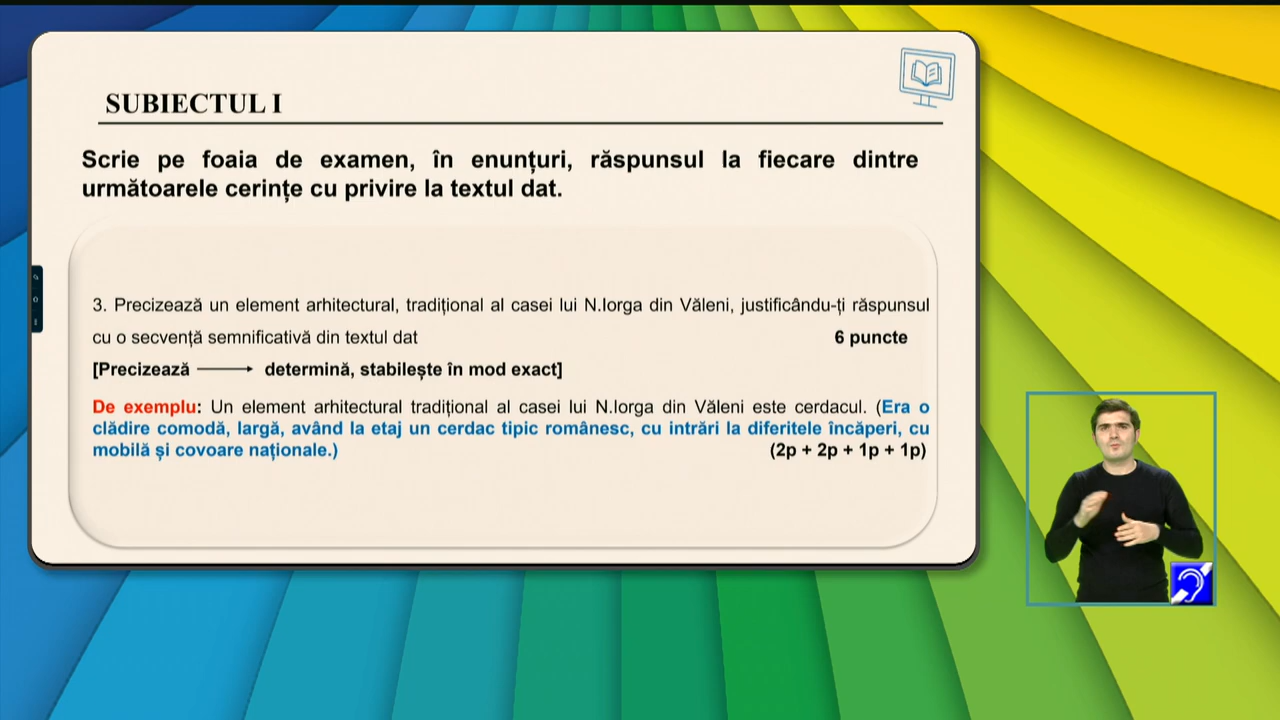 SUBIECTUL I
Scrie pe foaia de examen, în enunțuri, răspunsul la fiecare dintre
următoarele cerințe cu privire la textul dat.
3. Precizează un element arhitectural, tradițional al casei lui N.Iorga din Văleni, justificându-ți răspunsul
cu o secvență semnificativă din textul dat 6 puncte
[Precizează → determină, stabilește în mod exact]
De exemplu: Un element arhitectural tradițional al casei lui N.Iorga din Văleni este cerdacul. (Era o
clădire comodă, largă, având la etaj un cerdac tipic românesc, cu intrări la diferitele încăperi, cu
mobilă și covoare naționale.) (2p + 2p + 1p + 1p)